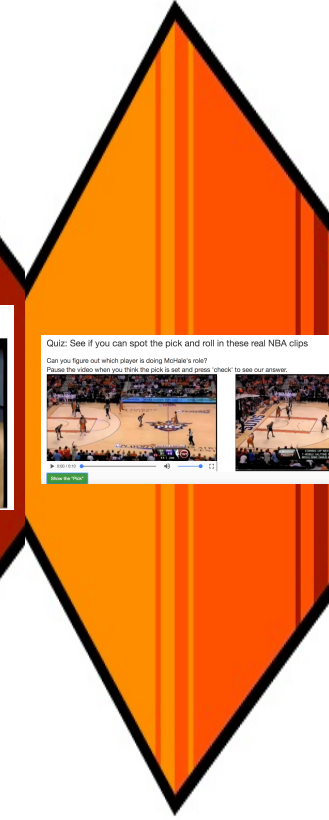 Quiz: See if you can spot the pick and roll in these real NBA clips
Can you figure out which player is doing McHale's role?
Pause the video when you think the pick is set and press 'check' to see our answer.
0:00 / 0:10
Show the "Pick"